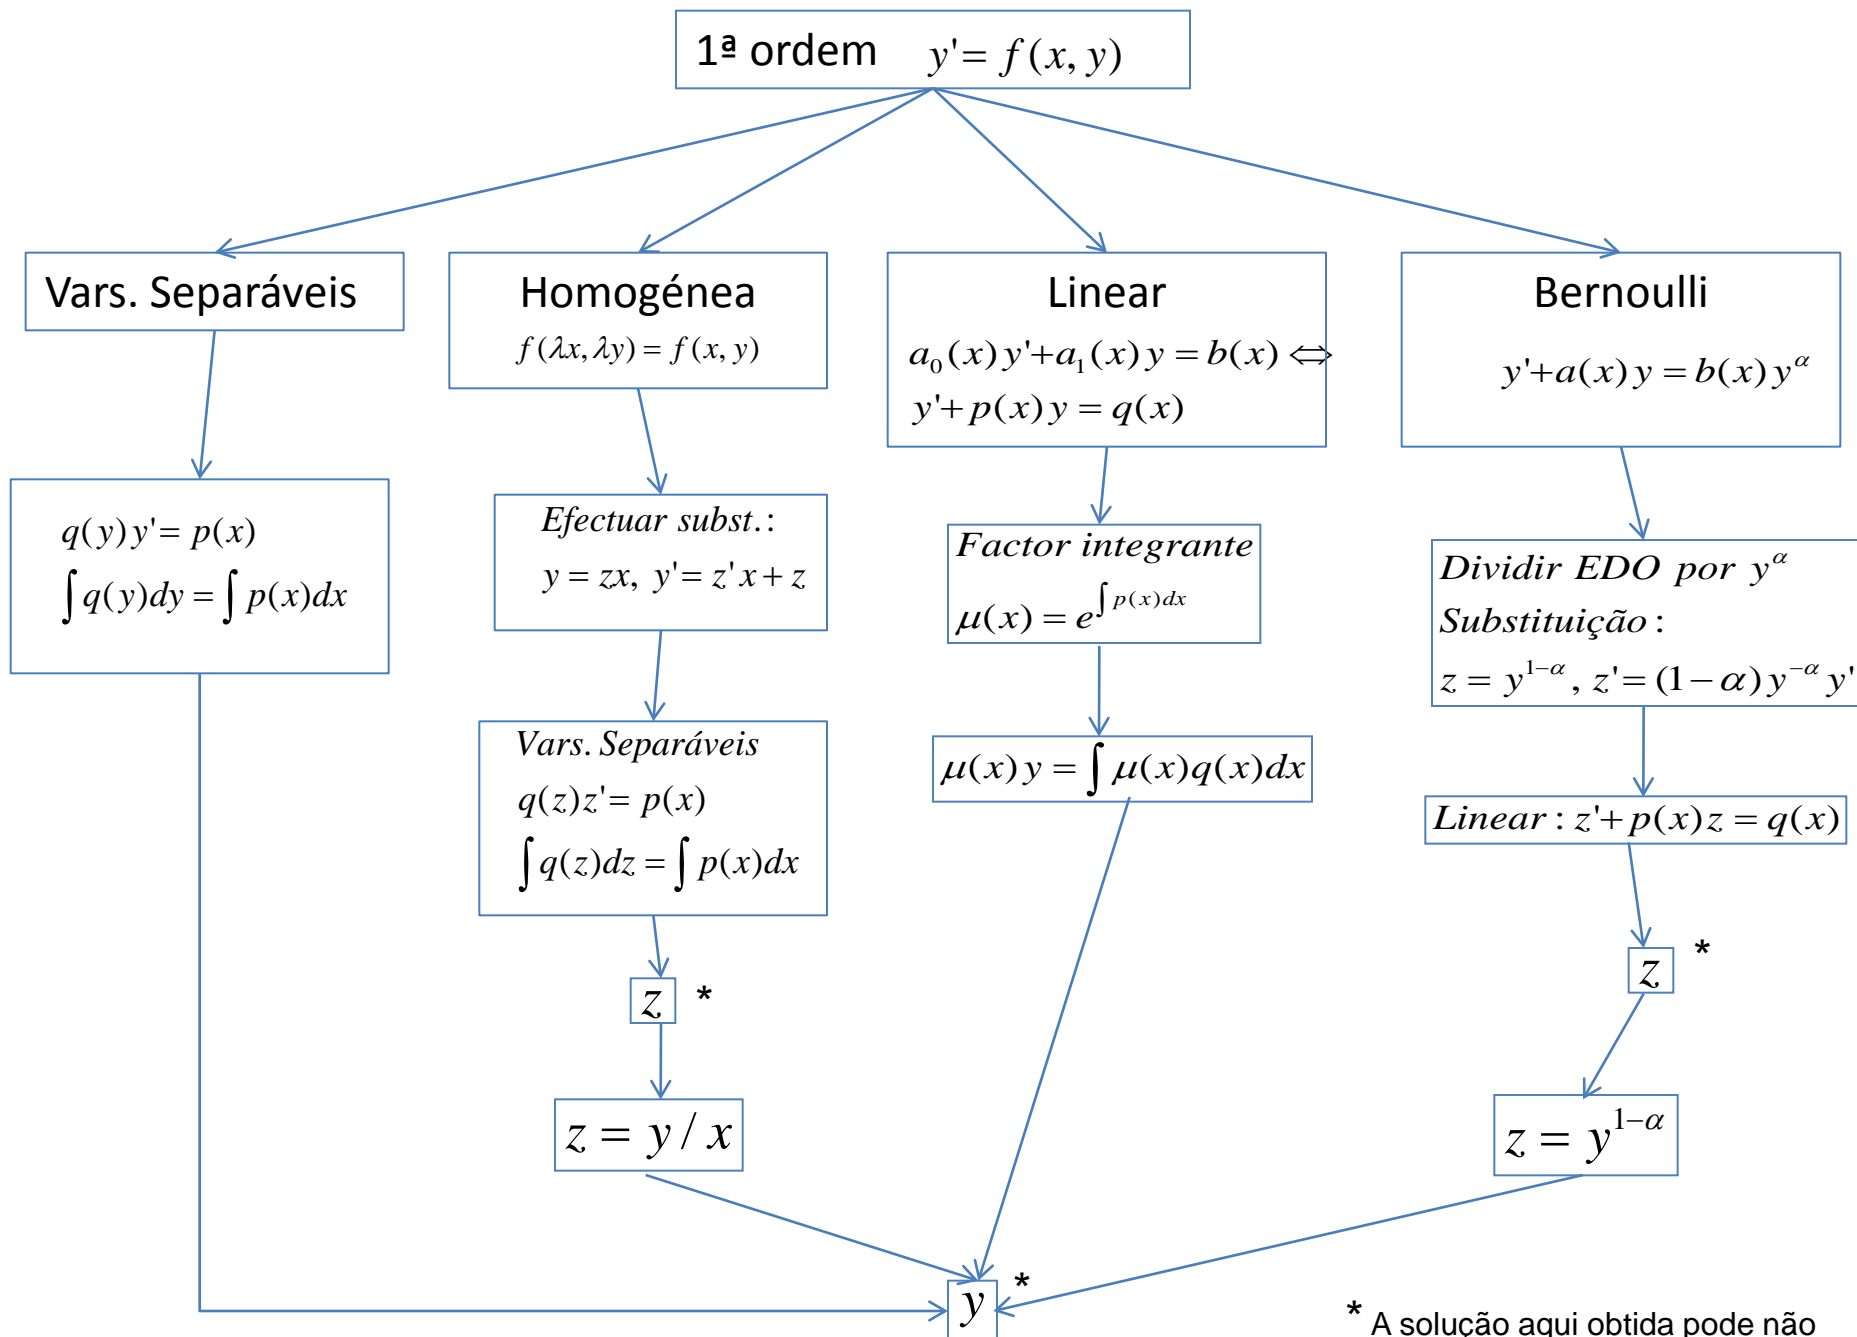 1ª ordem y'= f(x, y)
Vars. Separáveis
q(y)y'= p(x)
∫q(y)dy = ∫p(x)dx
Homogénea
f(λx,λy) = f(x, y)
Efectuar subst.:
y = zx, y'= z'x + z
Vars. Separáveis
q(z)z'= p(x)
∫q(z)dz = ∫p(x)dx
z *
z = y / x
Linear
a₀(x)y'+a₁(x)y = b(x) ⇔
y'+p(x)y = q(x)
Factor integrante
μ(x) = e^{∫p(x)dx}
μ(x)y = ∫μ(x)q(x)dx
Bernoulli
y'+a(x)y = b(x)y^α
Dividir EDO por y^α
Substituição:
z = y^{1−α}, z'= (1−α)y^{−α}y'
Linear: z'+p(x)z = q(x)
z *
z = y^{1−α}
y *
* A solução aqui obtida pode não